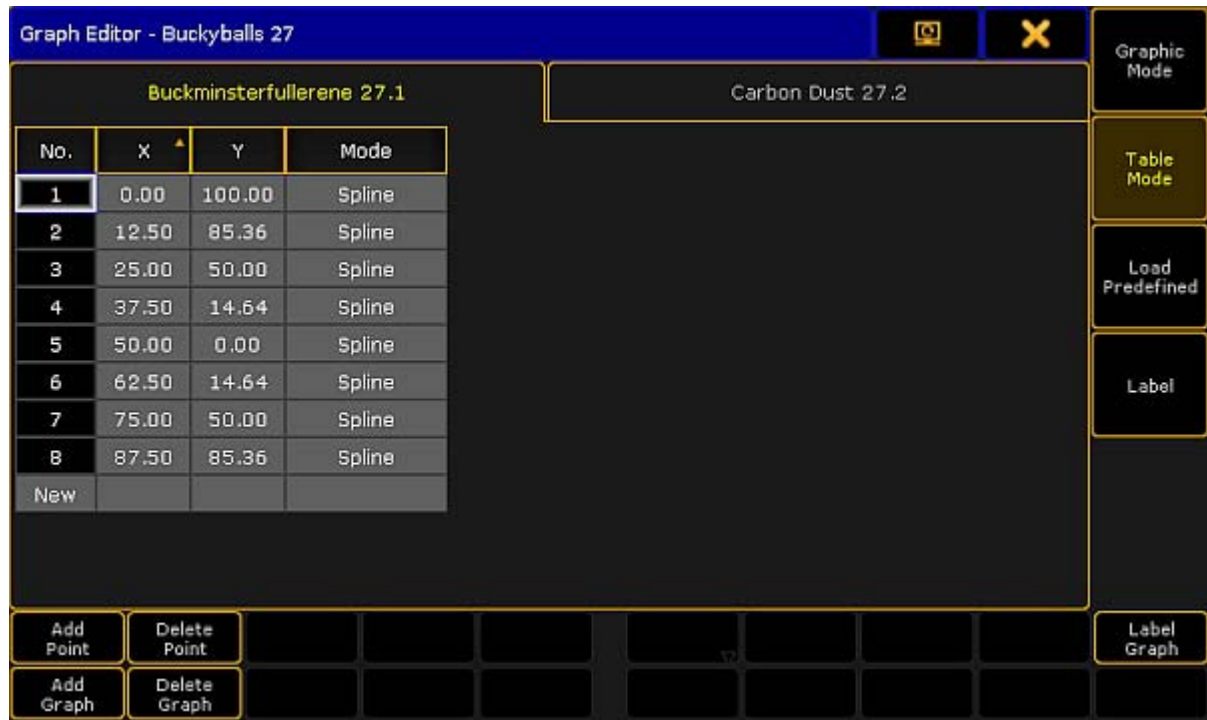 Graph Editor - Buckyballs 27
Graphic
Mode
Buckminsterfullerene 27.1
Carbon Dust 27.2
No. X Y Mode
1 0.00 100.00 Spline
2 12.50 85.36 Spline
3 25.00 50.00 Spline
4 37.50 14.64 Spline
5 50.00 0.00 Spline
6 62.50 14.64 Spline
7 75.00 50.00 Spline
8 87.50 85.36 Spline
New
Table
Mode
Load
Predefined
Label
Add
Point
Delete
Point
Label
Graph
Add
Graph
Delete
Graph